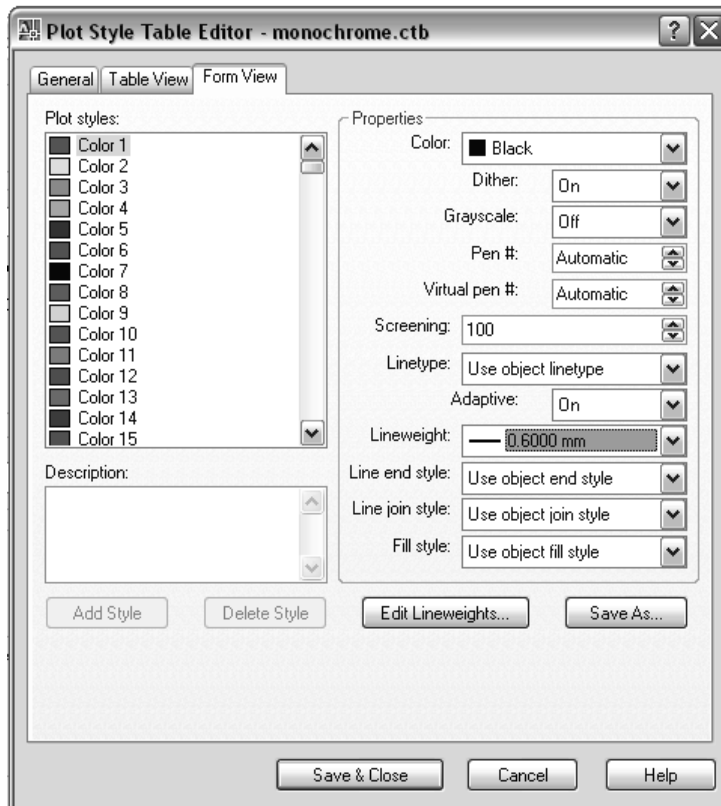 Plot Style Table Editor - monochrome.ctb
General Table View Form View
Plot styles:
Color 1
Color 2
Color 3
Color 4
Color 5
Color 6
Color 7
Color 8
Color 9
Color 10
Color 11
Color 12
Color 13
Color 14
Color 15
Description:
Add Style Delete Style
Properties
Color: Black
Dither: On
Grayscale: Off
Pen #: Automatic
Virtual pen #: Automatic
Screening: 100
Linetype: Use object linetype
Adaptive: On
Lineweight: 0.6000 mm
Line end style: Use object end style
Line join style: Use object join style
Fill style: Use object fill style
Edit Lineweights... Save As...
Save & Close Cancel Help